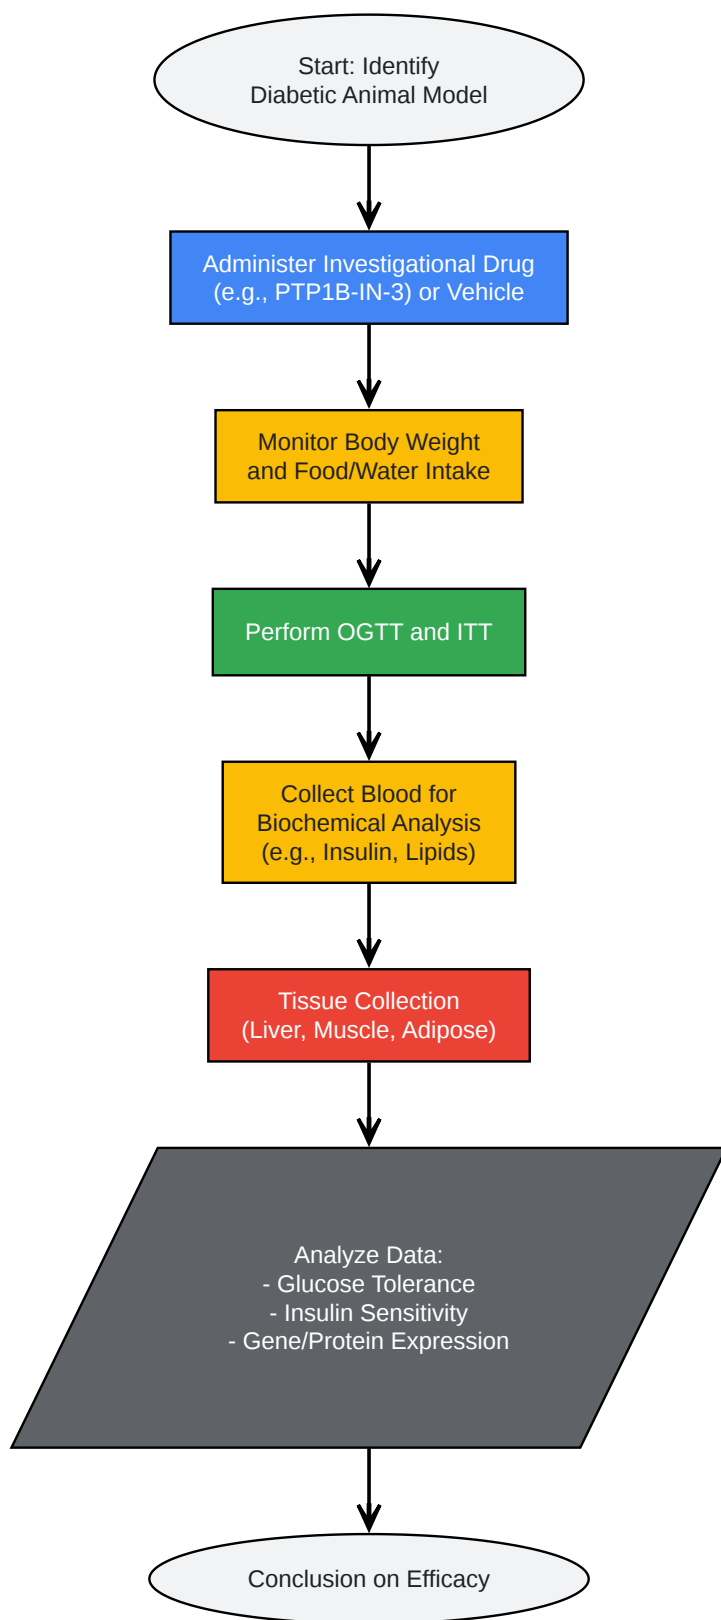 Start: Identify
Diabetic Animal Model
Administer Investigational Drug
(e.g., PTP1B-IN-3) or Vehicle
Monitor Body Weight
and Food/Water Intake
Perform OGTT and ITT
Collect Blood for
Biochemical Analysis
(e.g., Insulin, Lipids)
Tissue Collection
(Liver, Muscle, Adipose)
Analyze Data:
- Glucose Tolerance
- Insulin Sensitivity
- Gene/Protein Expression
Conclusion on Efficacy